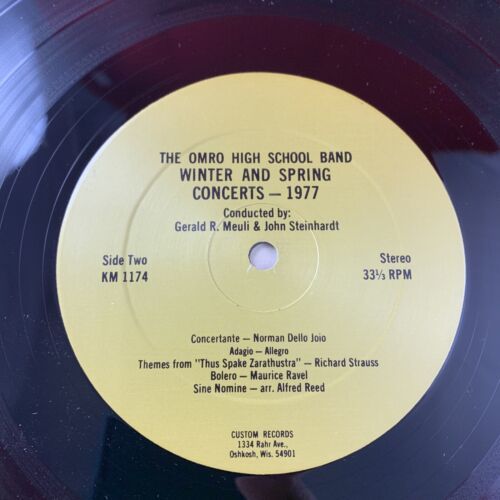 THE OMRO HIGH SCHOOL BAND
WINTER AND SPRING
CONCERTS — 1977
Conducted by:
Gerald R. Meuli & John Steinhardt
Side Two
KM 1174
Stereo
33⅓ RPM
Concertante — Norman Dello Joio
Adagio — Allegro
Themes from "Thus Spake Zarathustra" — Richard Strauss
Bolero — Maurice Ravel
Sine Nomine — arr. Alfred Reed
CUSTOM RECORDS
1334 Rahr Ave.,
Oshkosh, Wis. 54901